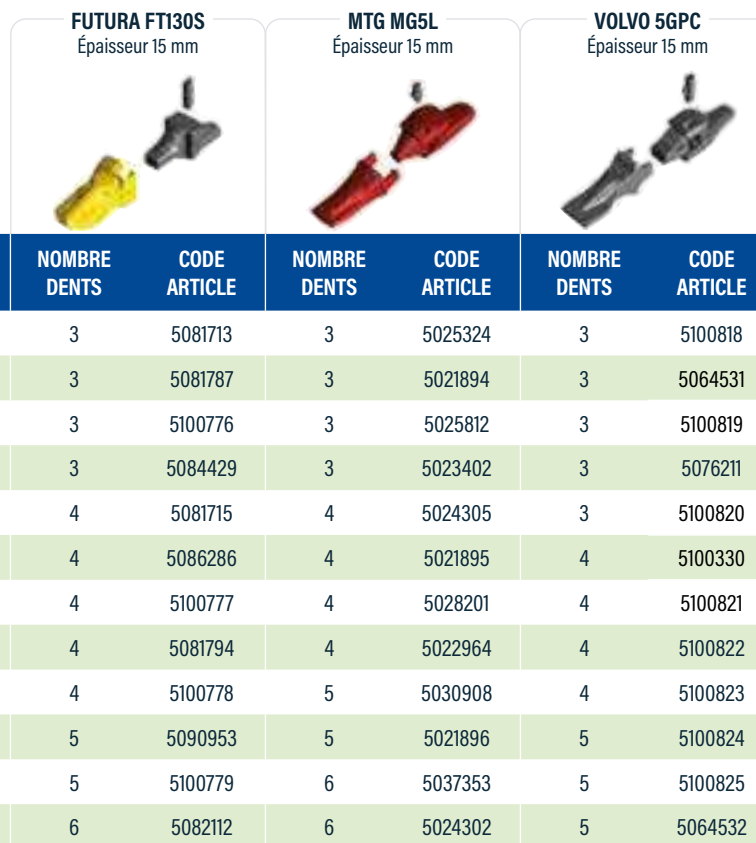 FUTURA FT130S MTG MG5L VOLVO 5GPC
Épaisseur 15 mm Épaisseur 15 mm Épaisseur 15 mm
NOMBRE CODE NOMBRE CODE NOMBRE CODE
DENTS ARTICLE DENTS ARTICLE DENTS ARTICLE
3 5081713 3 5025324 3 5100818
3 5081787 3 5021894 3 5064531
3 5100776 3 5025812 3 5100819
3 5084429 3 5023402 3 5076211
4 5081715 4 5024305 3 5100820
4 5086286 4 5021895 4 5100330
4 5100777 4 5028201 4 5100821
4 5081794 4 5022964 4 5100822
4 5100778 5 5030908 4 5100823
5 5090953 5 5021896 5 5100824
5 5100779 6 5037353 5 5100825
6 5082112 6 5024302 5 5064532